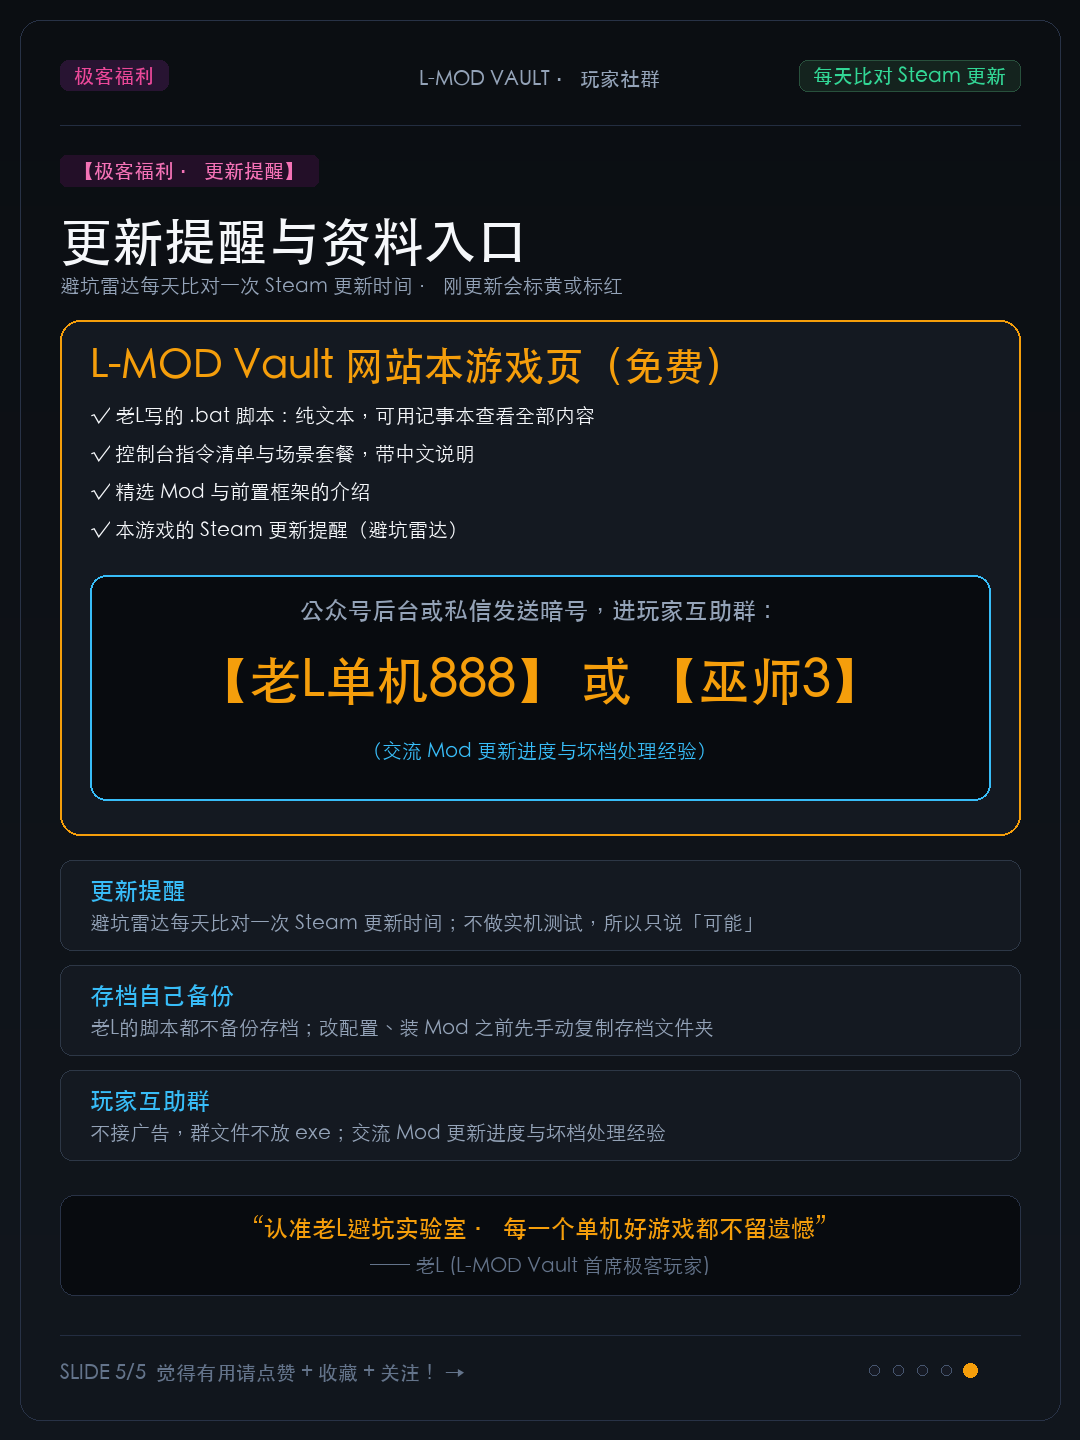 极客福利
L-MOD VAULT · 玩家社群
每天比对 Steam 更新
【极客福利 · 更新提醒】
更新提醒与资料入口
避坑雷达每天比对一次 Steam 更新时间 · 刚更新会标黄或标红
L-MOD Vault 网站本游戏页（免费）
✓ 老L写的 .bat 脚本：纯文本，可用记事本查看全部内容
✓ 控制台指令清单与场景套餐，带中文说明
✓ 精选 Mod 与前置框架的介绍
✓ 本游戏的 Steam 更新提醒（避坑雷达）
公众号后台或私信发送暗号，进玩家互助群：
【老L单机888】 或 【巫师3】
（交流 Mod 更新进度与坏档处理经验）
更新提醒
避坑雷达每天比对一次 Steam 更新时间；不做实机测试，所以只说「可能」
存档自己备份
老L的脚本都不备份存档；改配置、装 Mod 之前先手动复制存档文件夹
玩家互助群
不接广告，群文件不放 exe；交流 Mod 更新进度与坏档处理经验
“认准老L避坑实验室 · 每一个单机好游戏都不留遗憾”
—— 老L (L-MOD Vault 首席极客玩家)
SLIDE 5/5 觉得有用请点赞 + 收藏 + 关注！ →